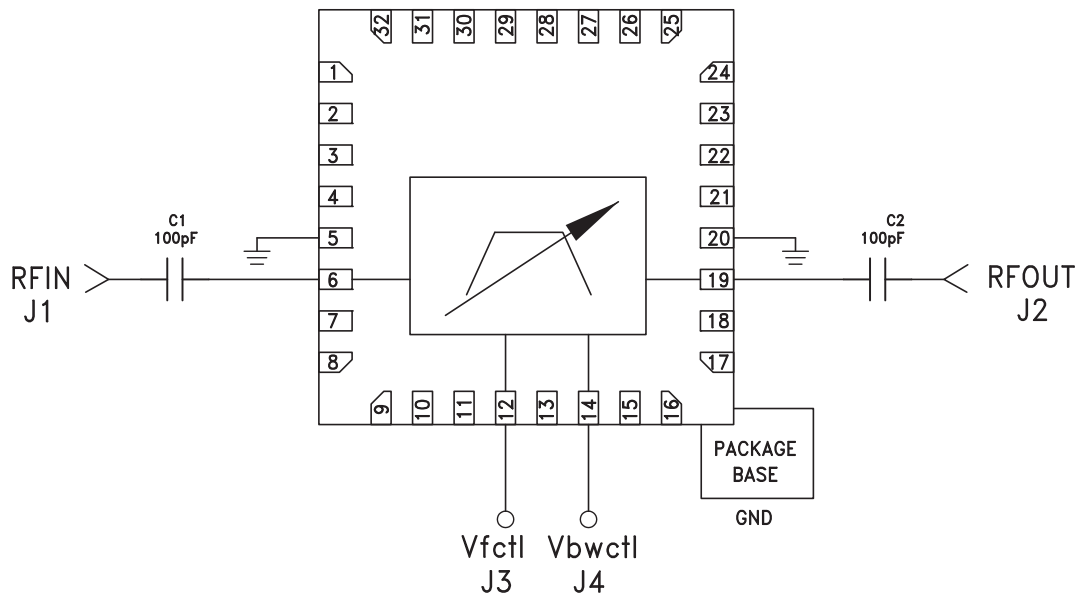 32 31 30 29 28 27 26 25
1 24
2 23
3 22
4 21
C1 C2
100pF 5 20 100pF
RFIN 6 19 RFOUT
J1 J2
7 18
8 17
9 10 11 12 13 14 15 16
PACKAGE
BASE
GND
Vfctl Vbwctl
J3 J4